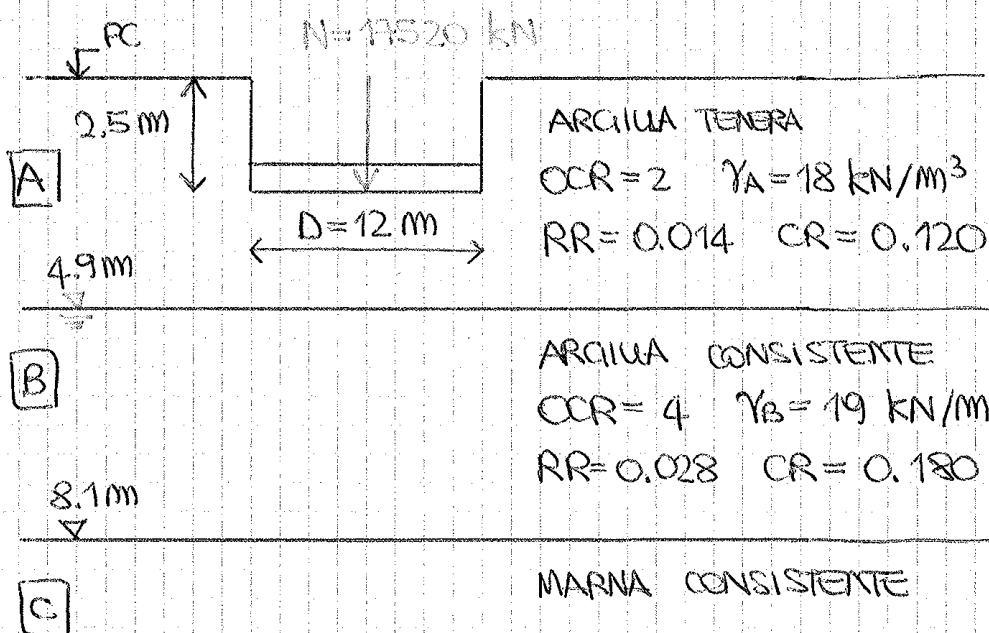 PC
N=17520 kN
2.5 m
A
ARGILLA TENERA
OCR=2 γA=18 kN/m³
RR=0.014 CR=0.120
D=12 m
4.9m
B
ARGILLA CONSISTENTE
OCR=4 γB=19 kN/m
RR=0.028 CR=0.180
8.1m
C
MARNA CONSISTENTE